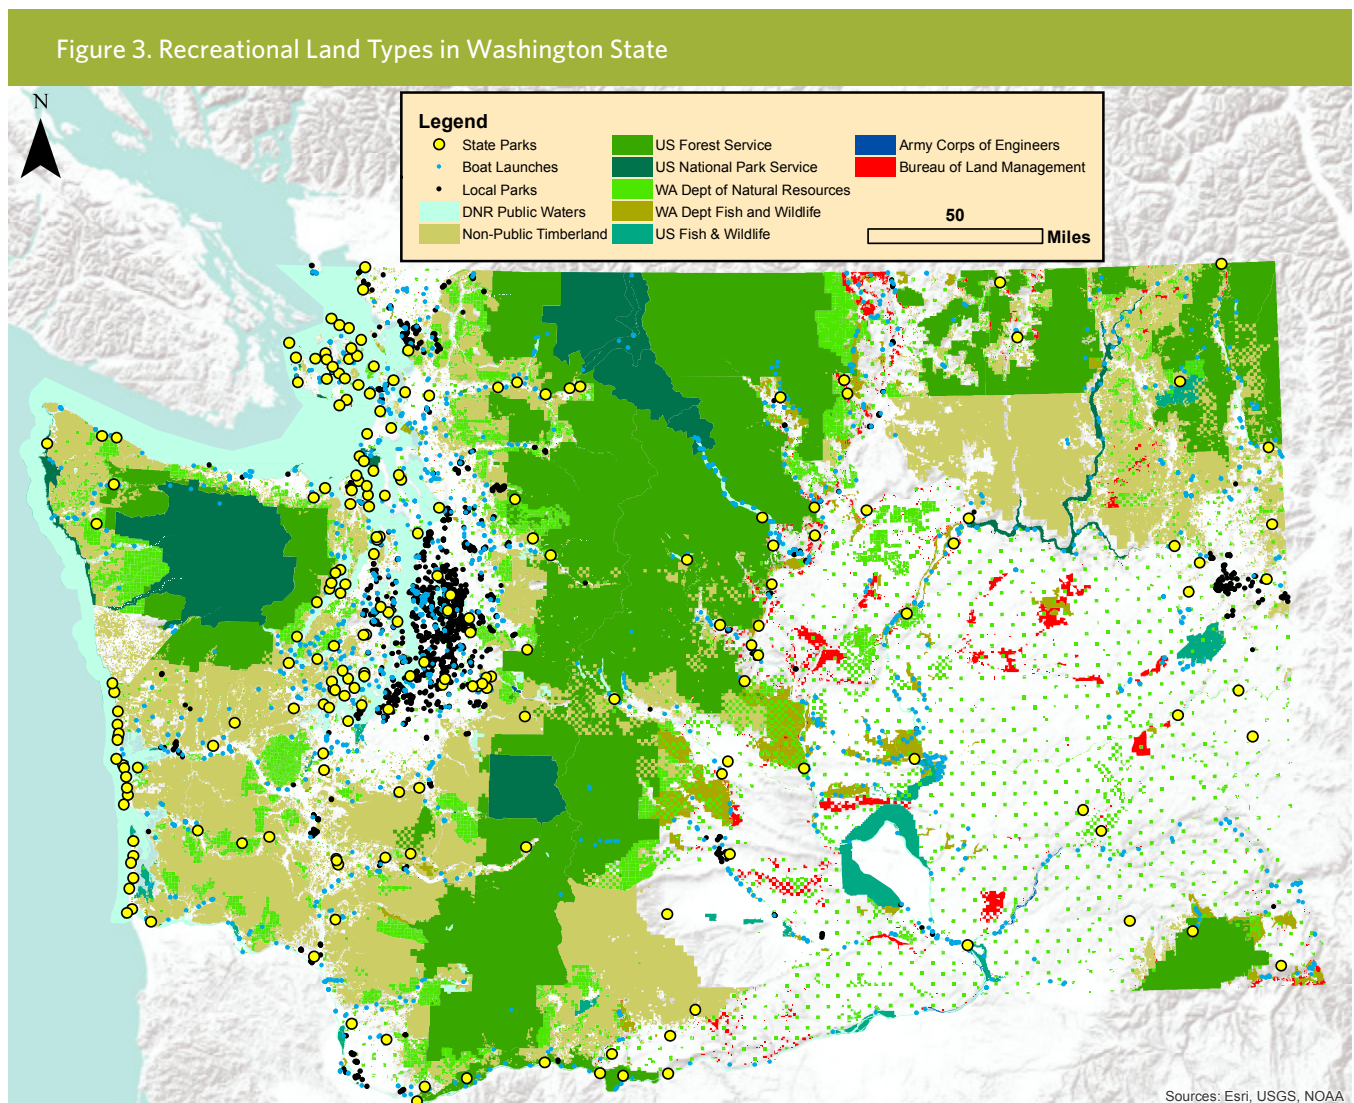 Figure 3. Recreational Land Types in Washington State
N
Legend
State Parks
Boat Launches
Local Parks
DNR Public Waters
Non-Public Timberland
US Forest Service
US National Park Service
WA Dept of Natural Resources
WA Dept Fish and Wildlife
US Fish & Wildlife
Army Corps of Engineers
Bureau of Land Management
50
Miles
Sources: Esri, USGS, NOAA